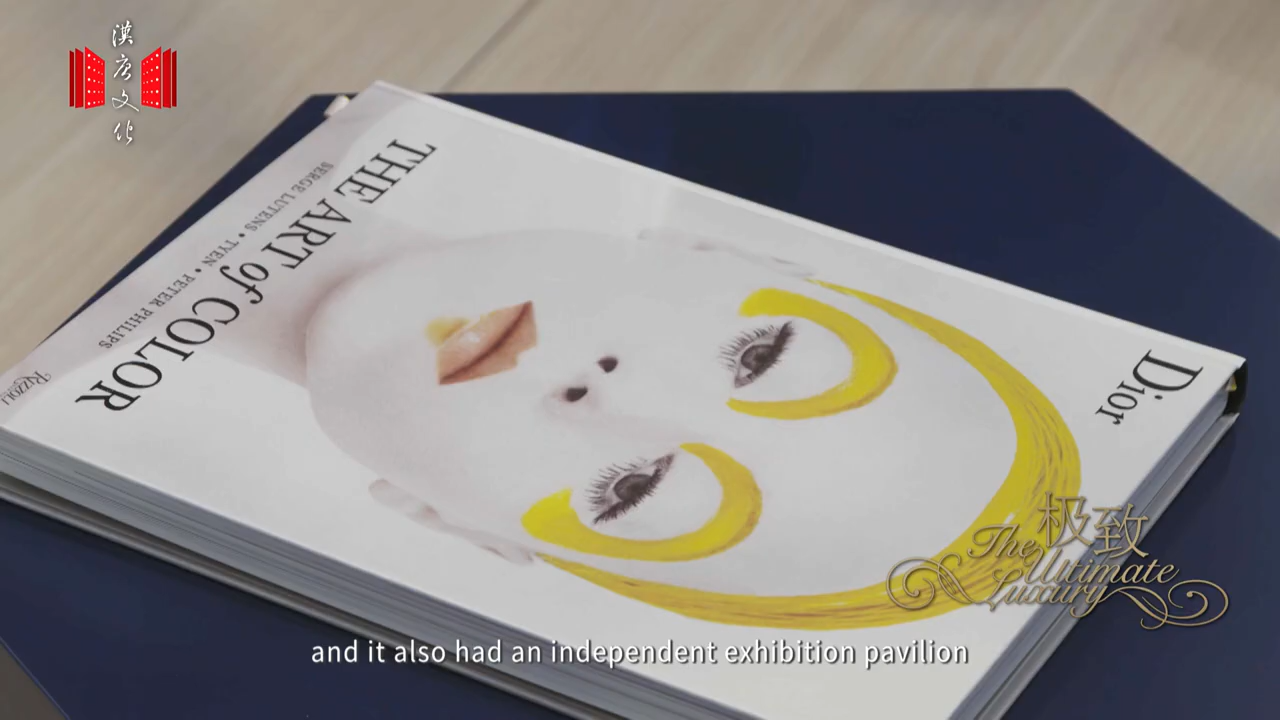 漢唐文化
THE ART of COLOR
SERGE LUTENS • TYEN • PETER PHILIPS
RIZZOLI
Dior
极致
The Ultimate Luxury
and it also had an independent exhibition pavilion